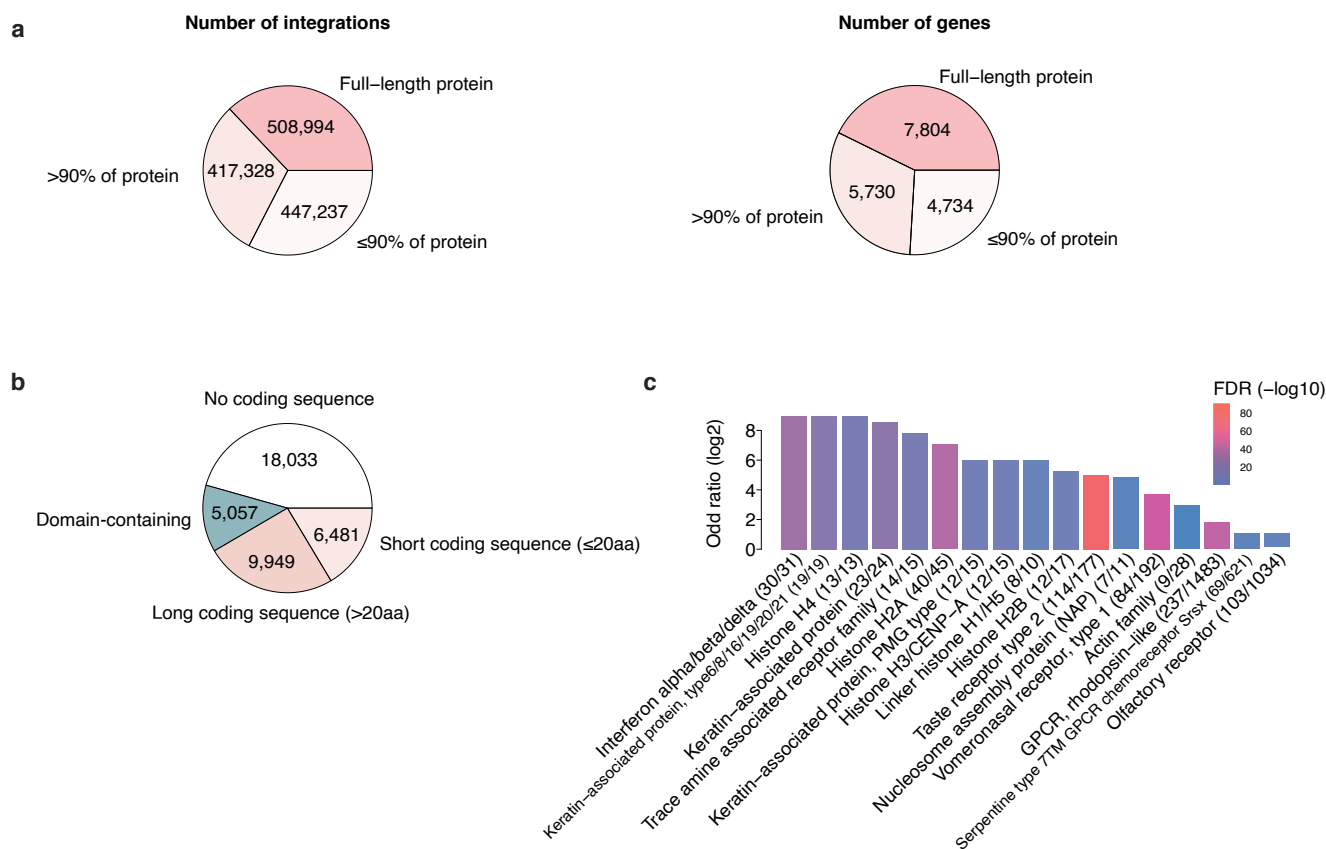 a
Number of integrations
Full−length protein
508,994
>90% of protein
417,328
447,237
≤90% of protein
Number of genes
Full−length protein
7,804
>90% of protein
5,730
4,734
≤90% of protein
b
No coding sequence
18,033
Domain-containing
5,057
6,481
Short coding sequence (≤20aa)
9,949
Long coding sequence (>20aa)
c
FDR (−log10)
80
60
40
20
Odd ratio (log2)
8
6
4
2
0
Interferon alpha/beta/delta (30/31)
Keratin−associated protein, type6/8/16/19/20/21 (19/19)
Histone H4 (13/13)
Keratin−associated protein (23/24)
Trace amine associated receptor family (14/15)
Histone H2A (40/45)
Keratin−associated protein, PMG type (12/15)
Histone H3/CENP−A (12/15)
Linker histone H1/H5 (8/10)
Histone H2B (12/17)
Taste receptor type 2 (114/177)
Nucleosome assembly protein (NAP) (7/11)
Vomeronasal receptor, type 1 (84/192)
Actin family (9/28)
GPCR, rhodopsin−like (237/1483)
Serpentine type 7TM GPCR chemoreceptor Srsx (69/621)
Olfactory receptor (103/1034)